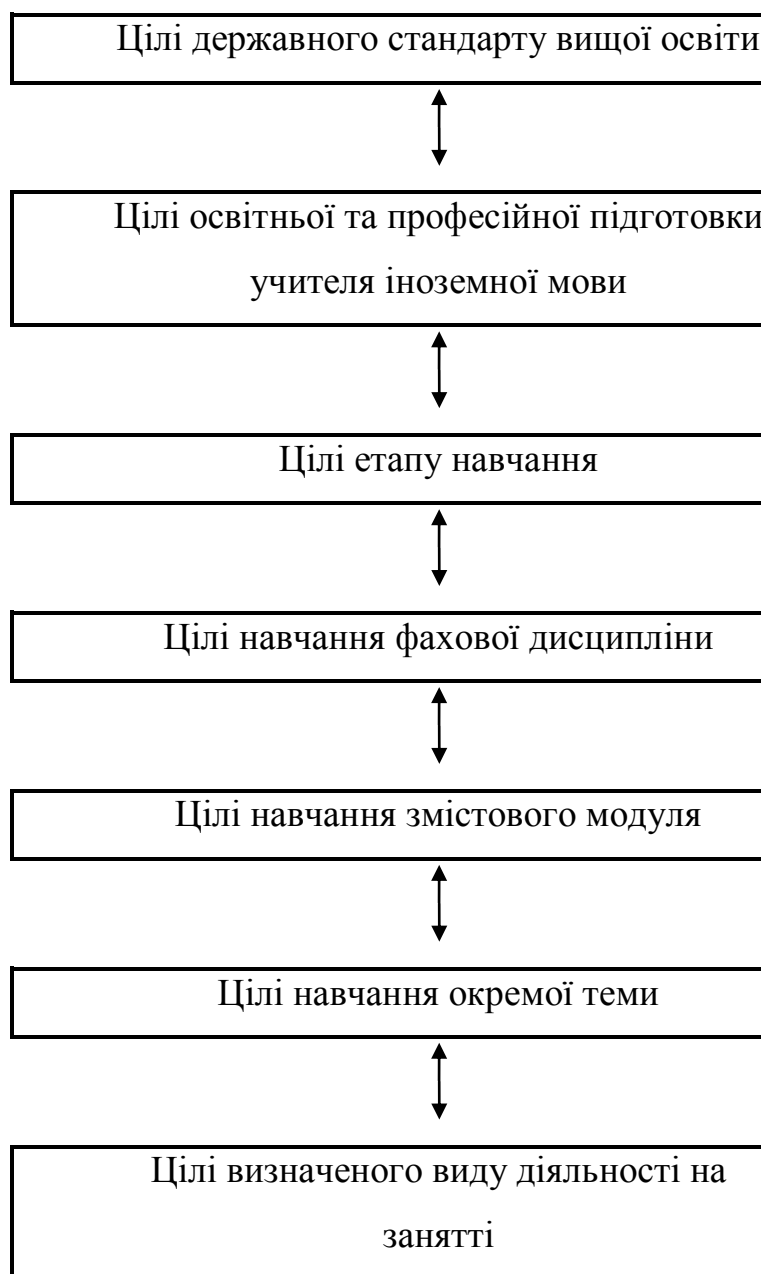 Цілі державного стандарту вищої освіти
Цілі освітньої та професійної підготовки
учителя іноземної мови
Цілі етапу навчання
Цілі навчання фахової дисципліни
Цілі навчання змістового модуля
Цілі навчання окремої теми
Цілі визначеного виду діяльності на
занятті